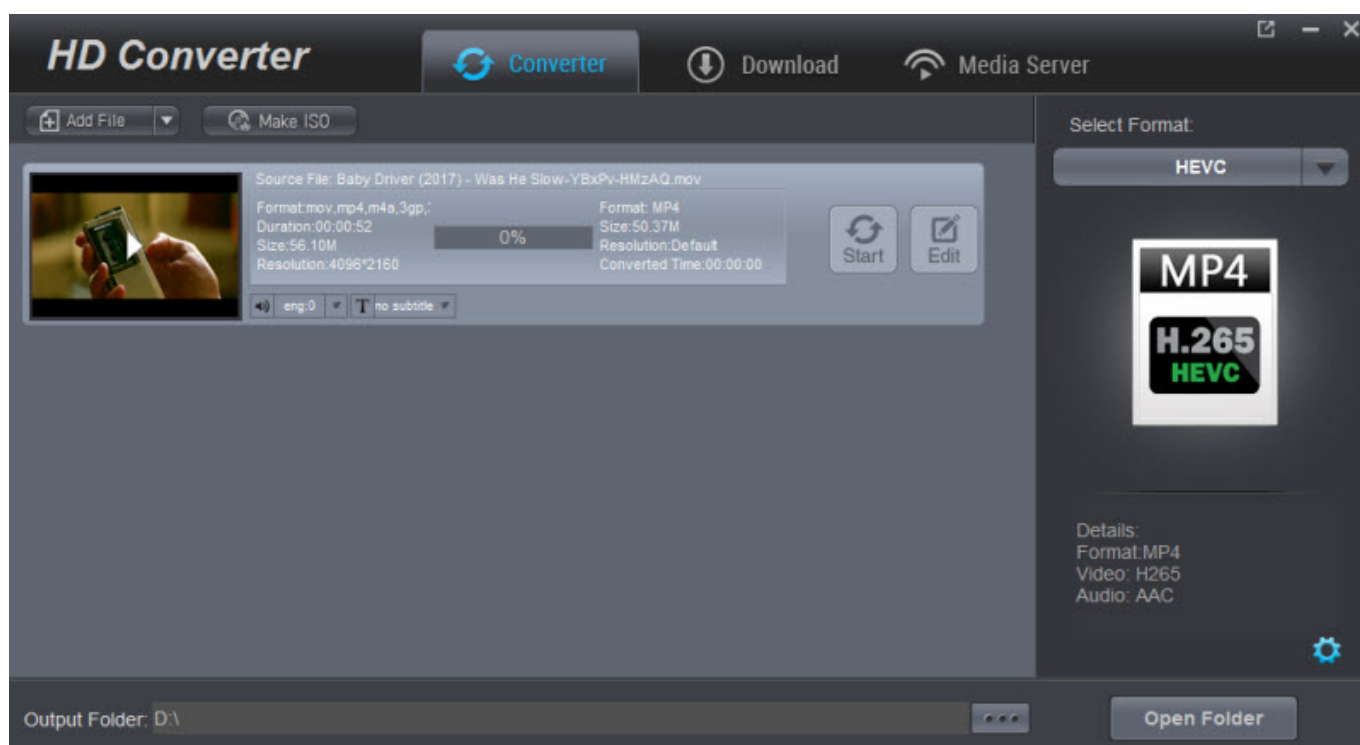 HD Converter
Converter
Download
Media Server
Add File
Make ISO
Select Format:
HEVC
Source File: Baby Driver (2017) - Was He Slow-YBxPv-HMzAQ.mov
Format:mov,mp4,m4a,3gp,:
Duration:00:00:52
Size:56.10M
Resolution:4096*2160
0%
Format: MP4
Size:50.37M
Resolution:Default
Converted Time:00:00:00
Start
Edit
eng:0
T no subtitle
MP4
H.265
HEVC
Details:
Format:MP4
Video: H265
Audio: AAC
Output Folder: D:\
Open Folder